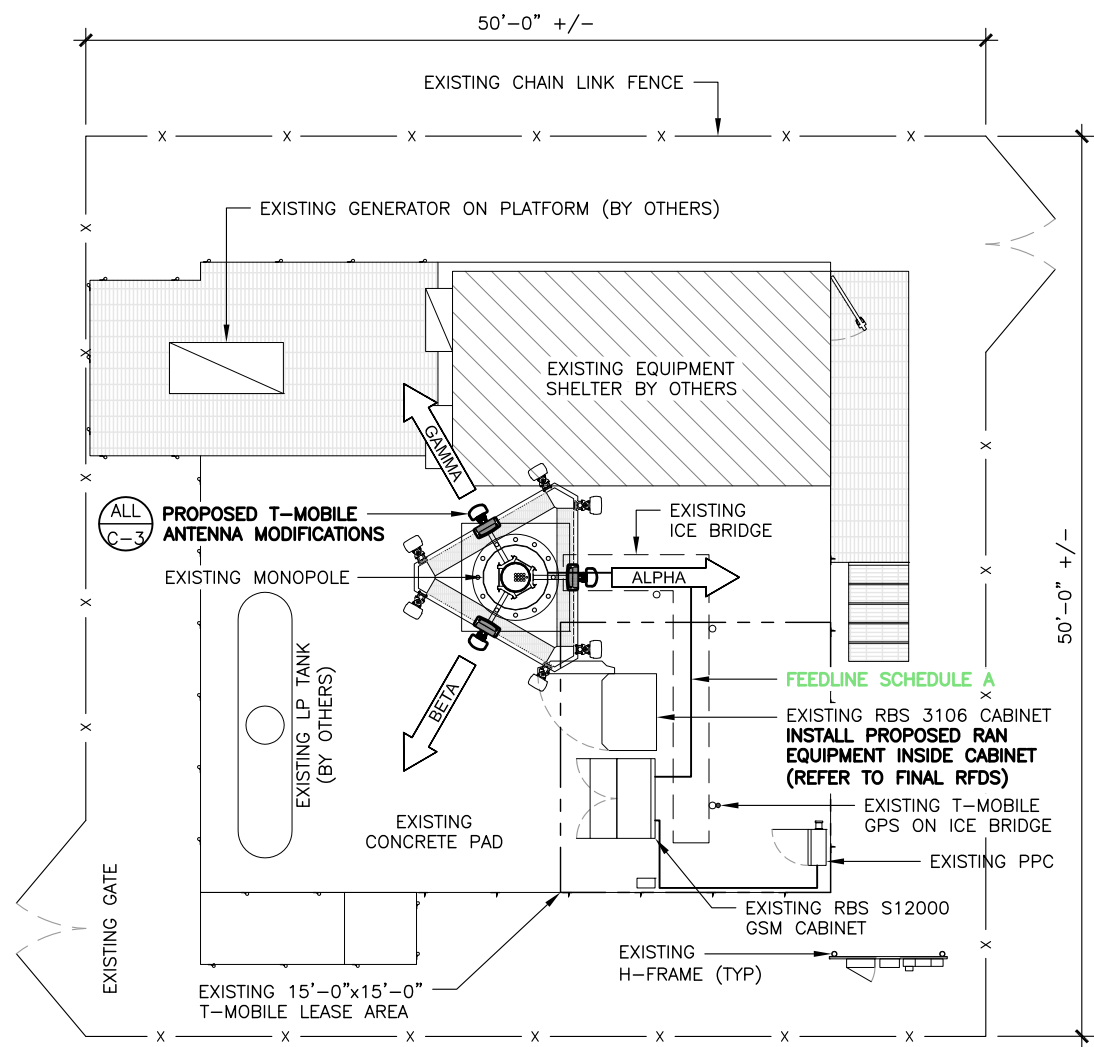 50'-0" +/-
EXISTING CHAIN LINK FENCE
EXISTING GENERATOR ON PLATFORM (BY OTHERS)
EXISTING EQUIPMENT
SHELTER BY OTHERS
GAMMA
ALL
C-3
PROPOSED T-MOBILE
ANTENNA MODIFICATIONS
EXISTING
ICE BRIDGE
EXISTING MONOPOLE
ALPHA
50'-0" +/-
BETA
EXISTING LP TANK
(BY OTHERS)
FEEDLINE SCHEDULE A
EXISTING RBS 3106 CABINET
INSTALL PROPOSED RAN
EQUIPMENT INSIDE CABINET
(REFER TO FINAL RFDS)
EXISTING T-MOBILE
GPS ON ICE BRIDGE
EXISTING
CONCRETE PAD
EXISTING PPC
EXISTING GATE
EXISTING RBS S12000
GSM CABINET
EXISTING
H-FRAME (TYP)
EXISTING 15'-0"x15'-0"
T-MOBILE LEASE AREA